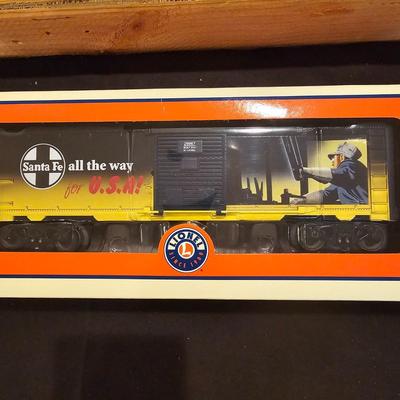 Santa Fe
all the way
for U.S.A!
LIONEL
L
SINCE 1900